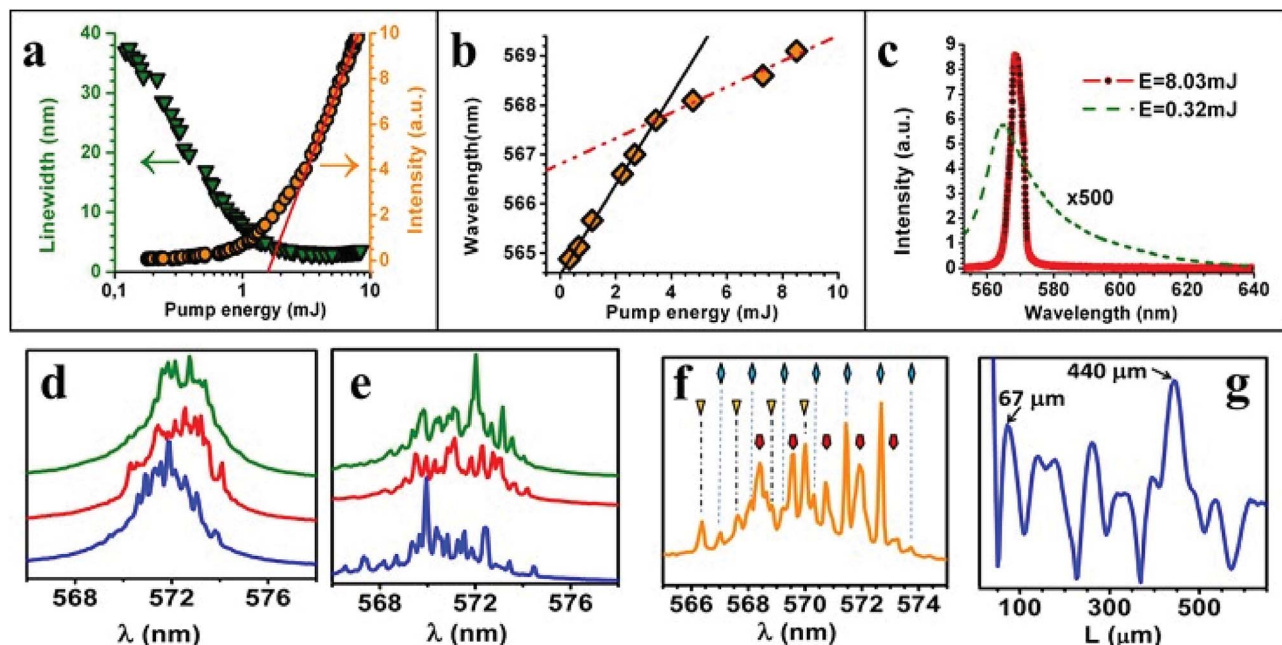 a
40
30
20
10
0
Linewidth (nm)
10
8
6
4
2
0
Intensity (a.u.)
0,1
1
10
Pump energy (mJ)
b
569
568
567
566
565
Wavelength(nm)
0
2
4
6
8
10
Pump energy (mJ)
c
9
8
7
6
5
4
3
2
1
0
Intensity (a.u.)
E=8.03mJ
E=0.32mJ
x500
560
580
600
620
640
Wavelength (nm)
d
568
572
576
λ (nm)
e
568
572
576
λ (nm)
f
566
568
570
572
574
λ (nm)
g
67 μm
440 μm
100
300
500
L (μm)